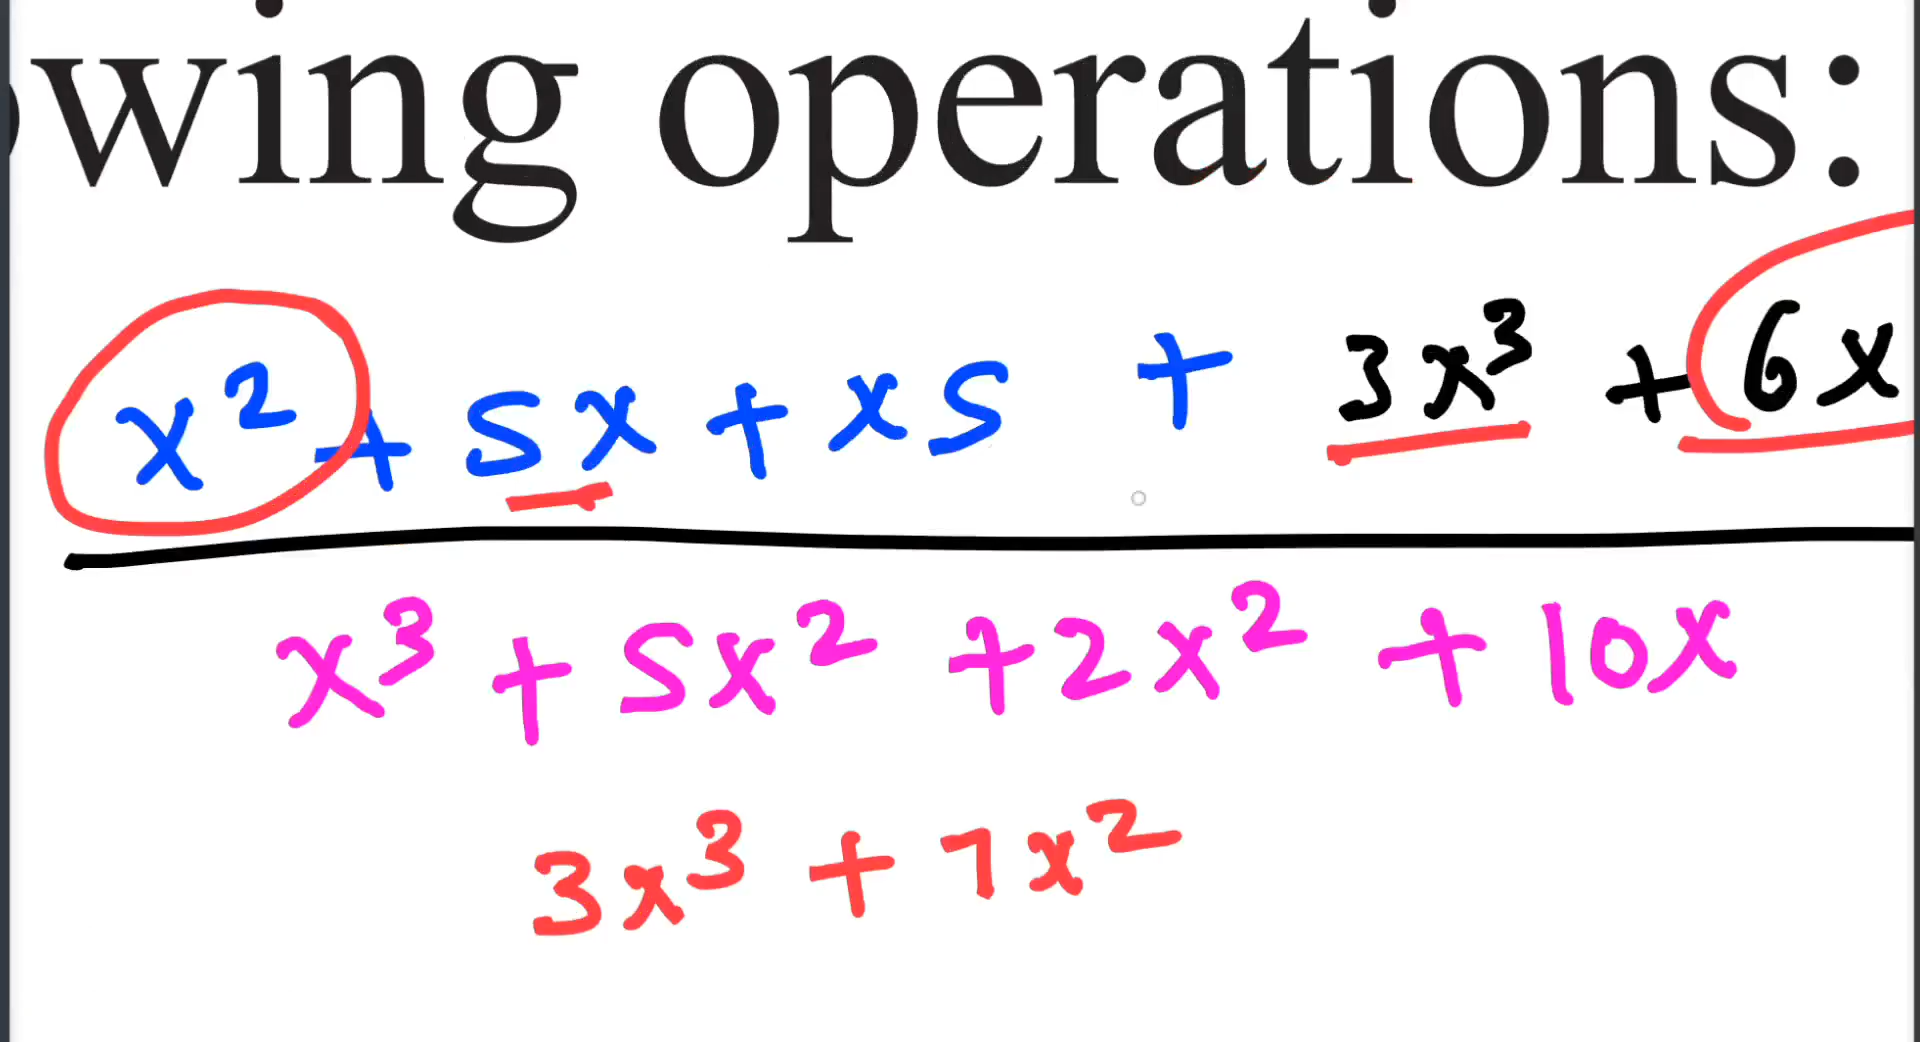 wing operations:
x² + 5x + x5 + 3x³ + 6x
x³ + 5x² + 2x² + 10x
3x³ + 7x²